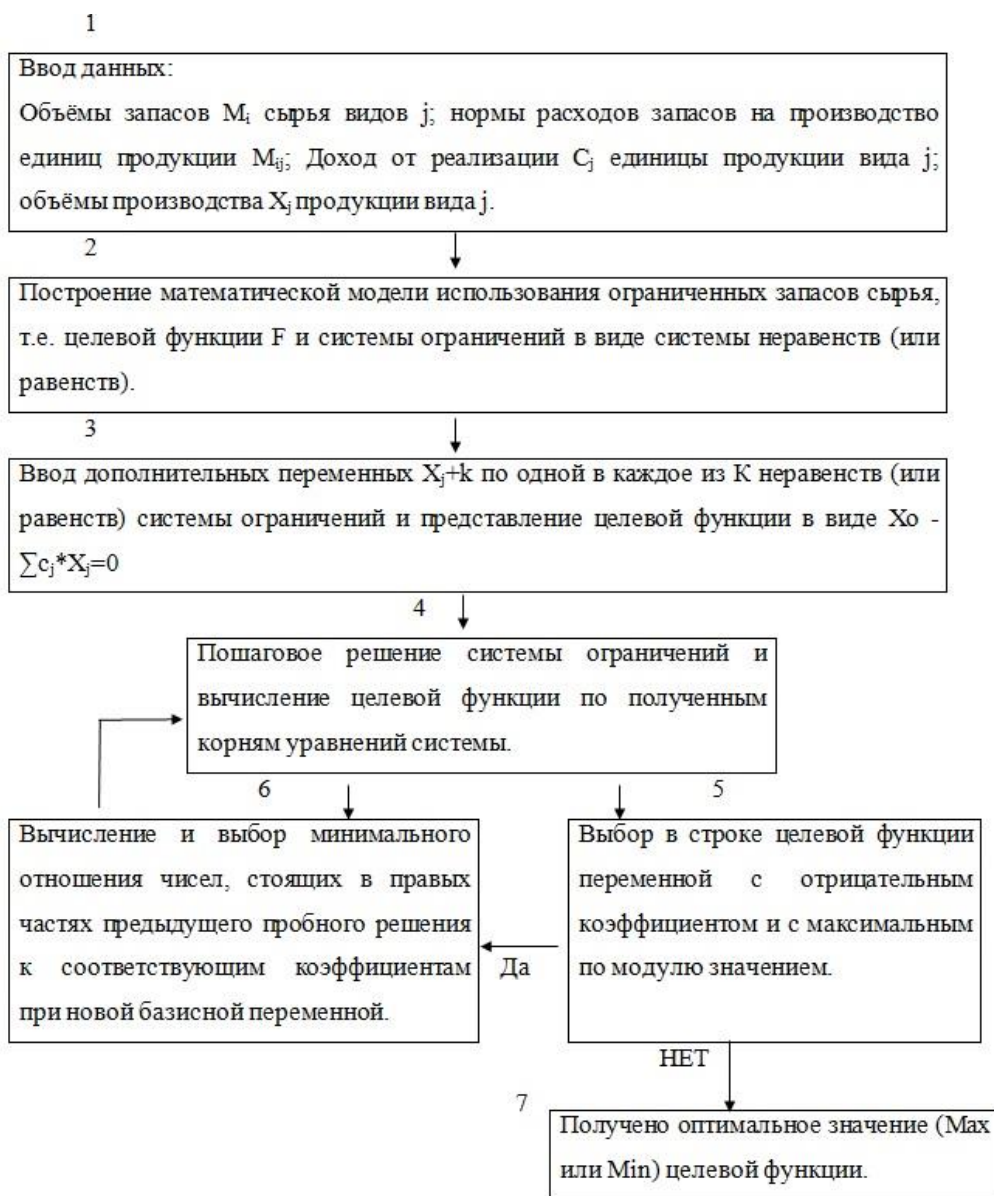 1
Ввод данных:
Объёмы запасов Mi сырья видов j; нормы расходов запасов на производство
единиц продукции Mij; Доход от реализации Cj единицы продукции вида j;
объёмы производства Xj продукции вида j.
2
Построение математической модели использования ограниченных запасов сырья,
т.е. целевой функции F и системы ограничений в виде системы неравенств (или
равенств).
3
Ввод дополнительных переменных Xj+k по одной в каждое из К неравенств (или
равенств) системы ограничений и представление целевой функции в виде Xo -
∑cj*Xj=0
4
Пошаговое решение системы ограничений и
вычисление целевой функции по полученным
корням уравнений системы.
6
Вычисление и выбор минимального
отношения чисел, стоящих в правых
частях предыдущего пробного решения
к соответствующим коэффициентам
при новой базисной переменной.
Да
5
Выбор в строке целевой функции
переменной с отрицательным
коэффициентом и с максимальным
по модулю значением.
НЕТ
7
Получено оптимальное значение (Max
или Min) целевой функции.